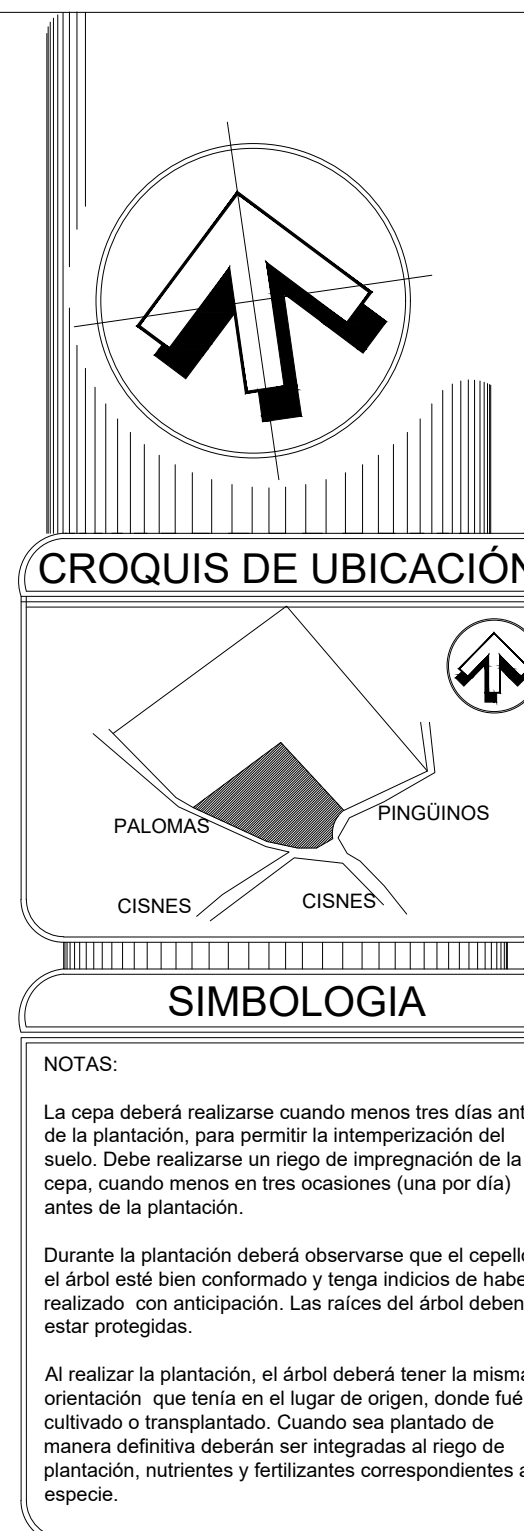 CROQUIS DE UBICACIÓN
PALOMAS
PINGÜINOS
CISNES
CISNES
SIMBOLOGIA
NOTAS:
La cepa deberá realizarse cuando menos tres días ant
de la plantación, para permitir la intemperización del
suelo. Debe realizarse un riego de impregnación de la
cepa, cuando menos en tres ocasiones (una por día)
antes de la plantación.
Durante la plantación deberá observarse que el cepello
el árbol esté bien conformado y tenga indicios de habe
realizado con anticipación. Las raíces del árbol deben
estar protegidas.
Al realizar la plantación, el árbol deberá tener la misma
orientación que tenía en el lugar de origen, donde fué
cultivado o transplantado. Cuando sea plantado de
manera definitiva deberán ser integradas al riego de
plantación, nutrientes y fertilizantes correspondientes a
especie.